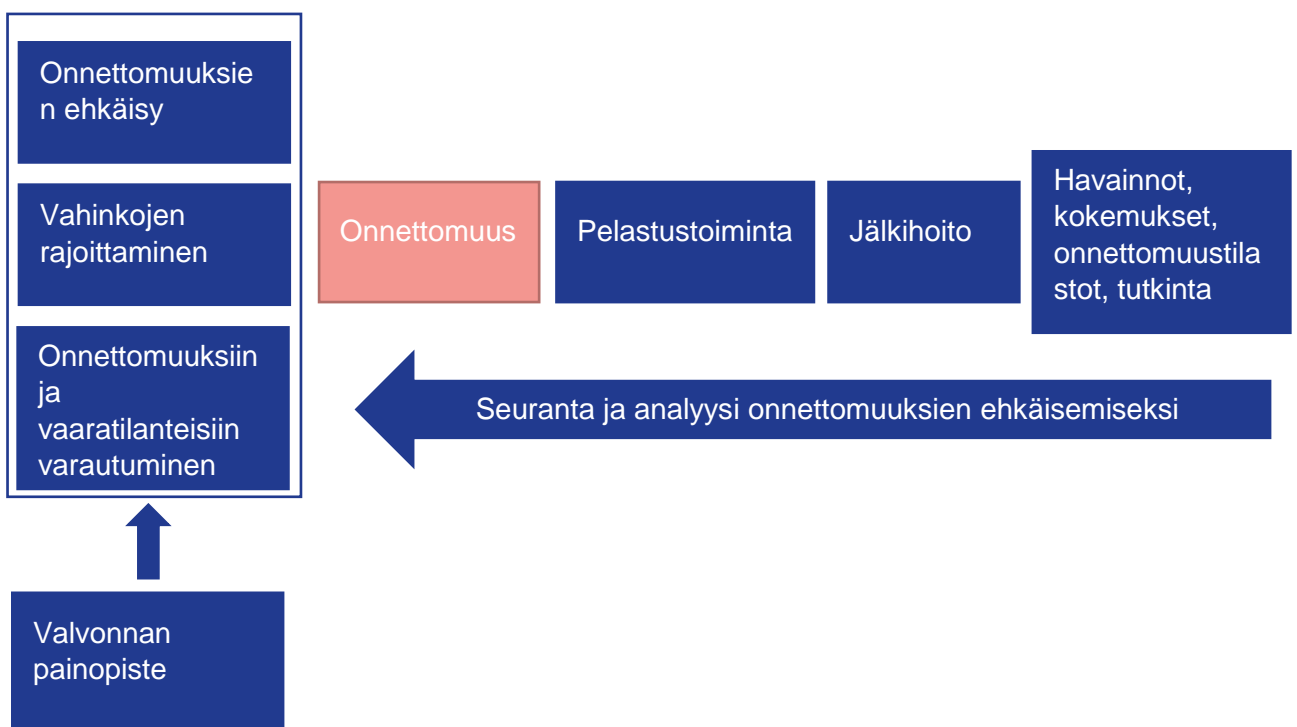 Onnettomuuksie
n ehkäisy
Vahinkojen
rajoittaminen
Onnettomuuksiin
ja
vaaratilanteisiin
varautuminen
Onnettomuus
Pelastustoiminta
Jälkihoito
Havainnot,
kokemukset,
onnettomuustila
stot, tutkinta
Seuranta ja analyysi onnettomuuksien ehkäisemiseksi
Valvonnan
painopiste